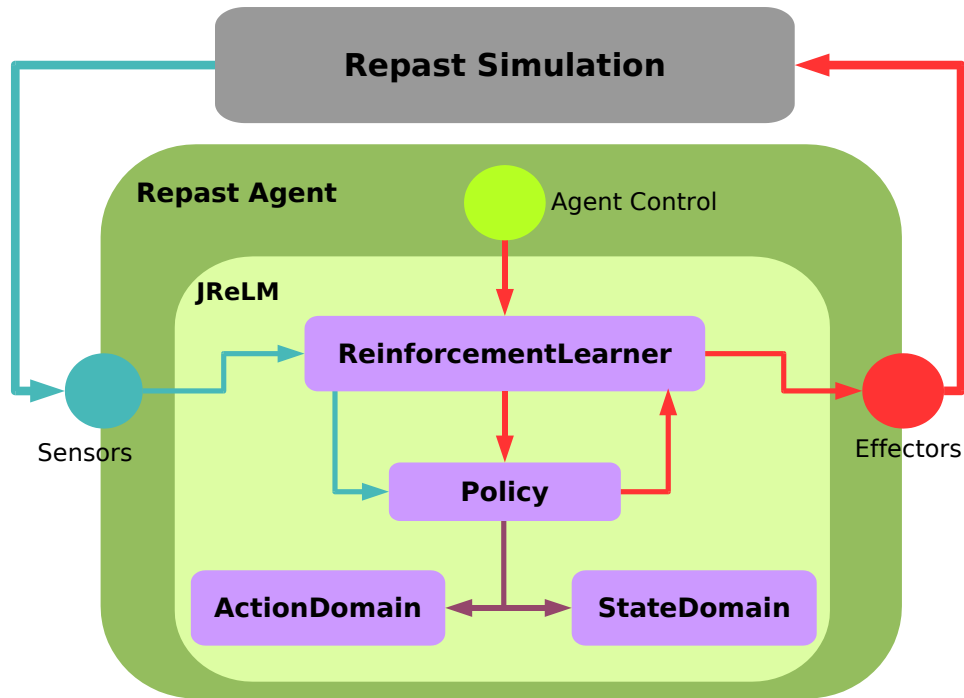 Repast Simulation
Repast Agent
Agent Control
JReLM
ReinforcementLearner
Sensors
Effectors
Policy
ActionDomain
StateDomain